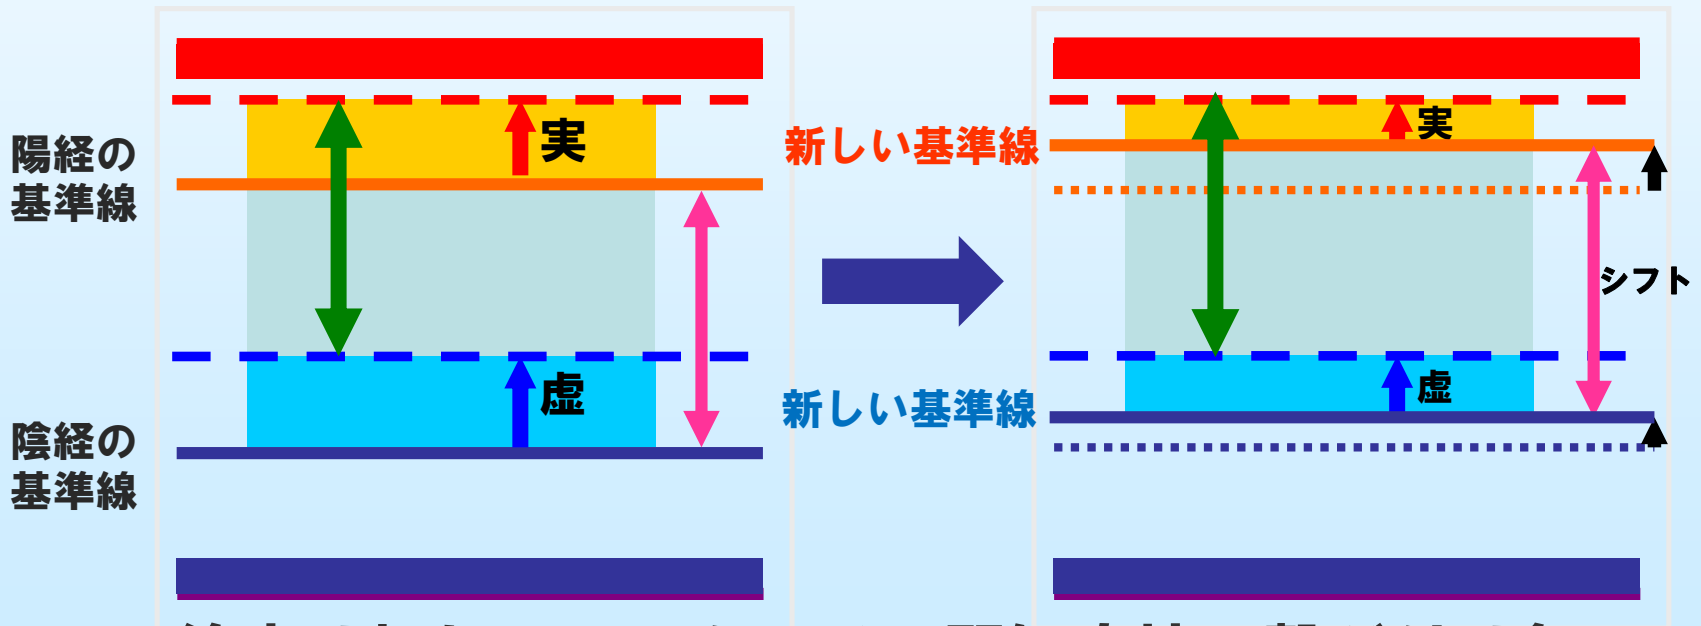 陽経の
基準線
実
虚
陰経の
基準線
新しい基準線
新しい基準線
実
シフト
虚